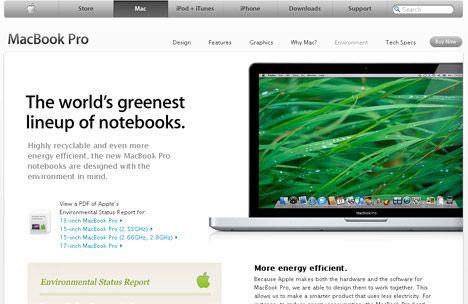 Store
Mac
iPod + iTunes
iPhone
Downloads
Support
Search
MacBook Pro
Design
Features
Graphics
Why Mac?
Environment
Tech Specs
Buy Now
The world's greenest
lineup of notebooks.
Highly recyclable and even more
energy efficient, the new MacBook Pro
notebooks are designed with the
environment in mind.
MacBook Pro
View a PDF of Apple's
Environmental Status Report for:
13-inch MacBook Pro
15-inch MacBook Pro (2.53GHz)
15-inch MacBook Pro (2.66GHz, 2.8GHz)
17-inch MacBook Pro
Environmental Status Report
More energy efficient.
Because Apple makes both the hardware and the software for
MacBook Pro, we are able to design them to work together. This
allows us to make a smarter product that uses less electricity. For